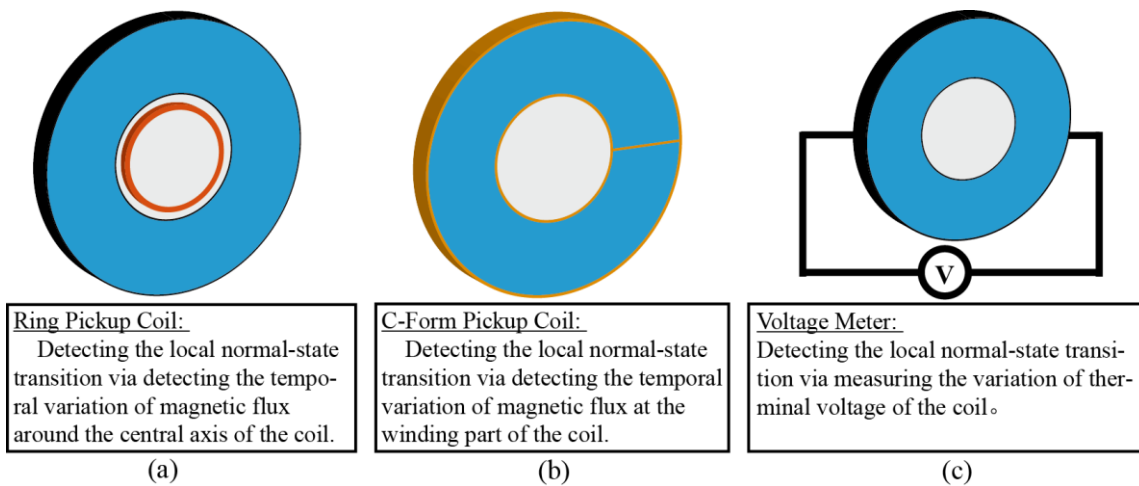 Ring Pickup Coil:
Detecting the local normal-state
transition via detecting the tempo-
ral variation of magnetic flux
around the central axis of the coil.
(a)
C-Form Pickup Coil:
Detecting the local normal-state
transition via detecting the temporal
variation of magnetic flux at the
winding part of the coil.
(b)
V
Voltage Meter:
Detecting the local normal-state transi-
tion via measuring the variation of ther-
minal voltage of the coil。
(c)